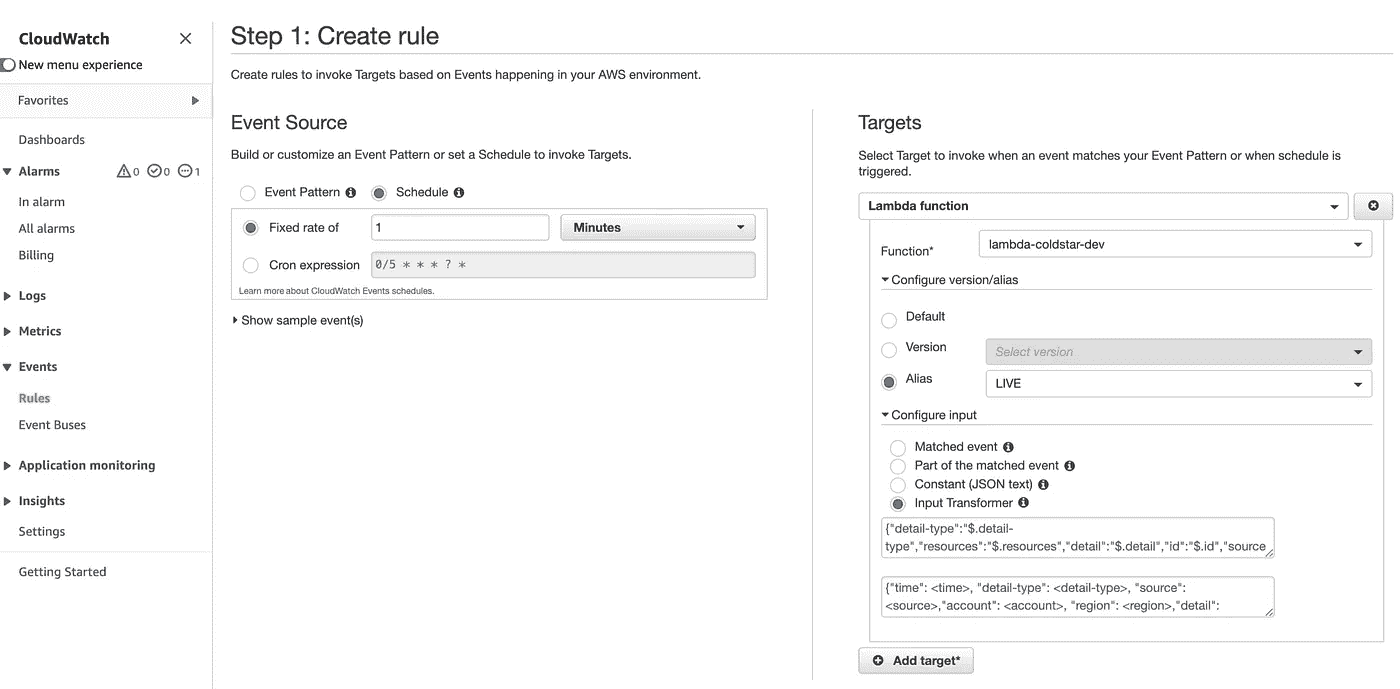 CloudWatch
New menu experience
Favorites
Dashboards
Alarms 0 0 1
In alarm
All alarms
Billing
Logs
Metrics
Events
Rules
Event Buses
Application monitoring
Insights
Settings
Getting Started
Step 1: Create rule
Create rules to invoke Targets based on Events happening in your AWS environment.
Event Source
Build or customize an Event Pattern or set a Schedule to invoke Targets.
Event Pattern Schedule
Fixed rate of 1 Minutes
Cron expression 0/5 * * * ? *
Learn more about CloudWatch Events schedules.
Show sample event(s)
Targets
Select Target to invoke when an event matches your Event Pattern or when schedule is
triggered.
Lambda function
Function* lambda-coldstar-dev
Configure version/alias
Default
Version Select version
Alias LIVE
Configure input
Matched event
Part of the matched event
Constant (JSON text)
Input Transformer
{"detail-type":"$.detail-
type","resources":"$.resources","detail":"$.detail","id":"$.id","source
{"time": <time>, "detail-type": <detail-type>, "source":
<source>,"account": <account>, "region": <region>,"detail":
Add target*